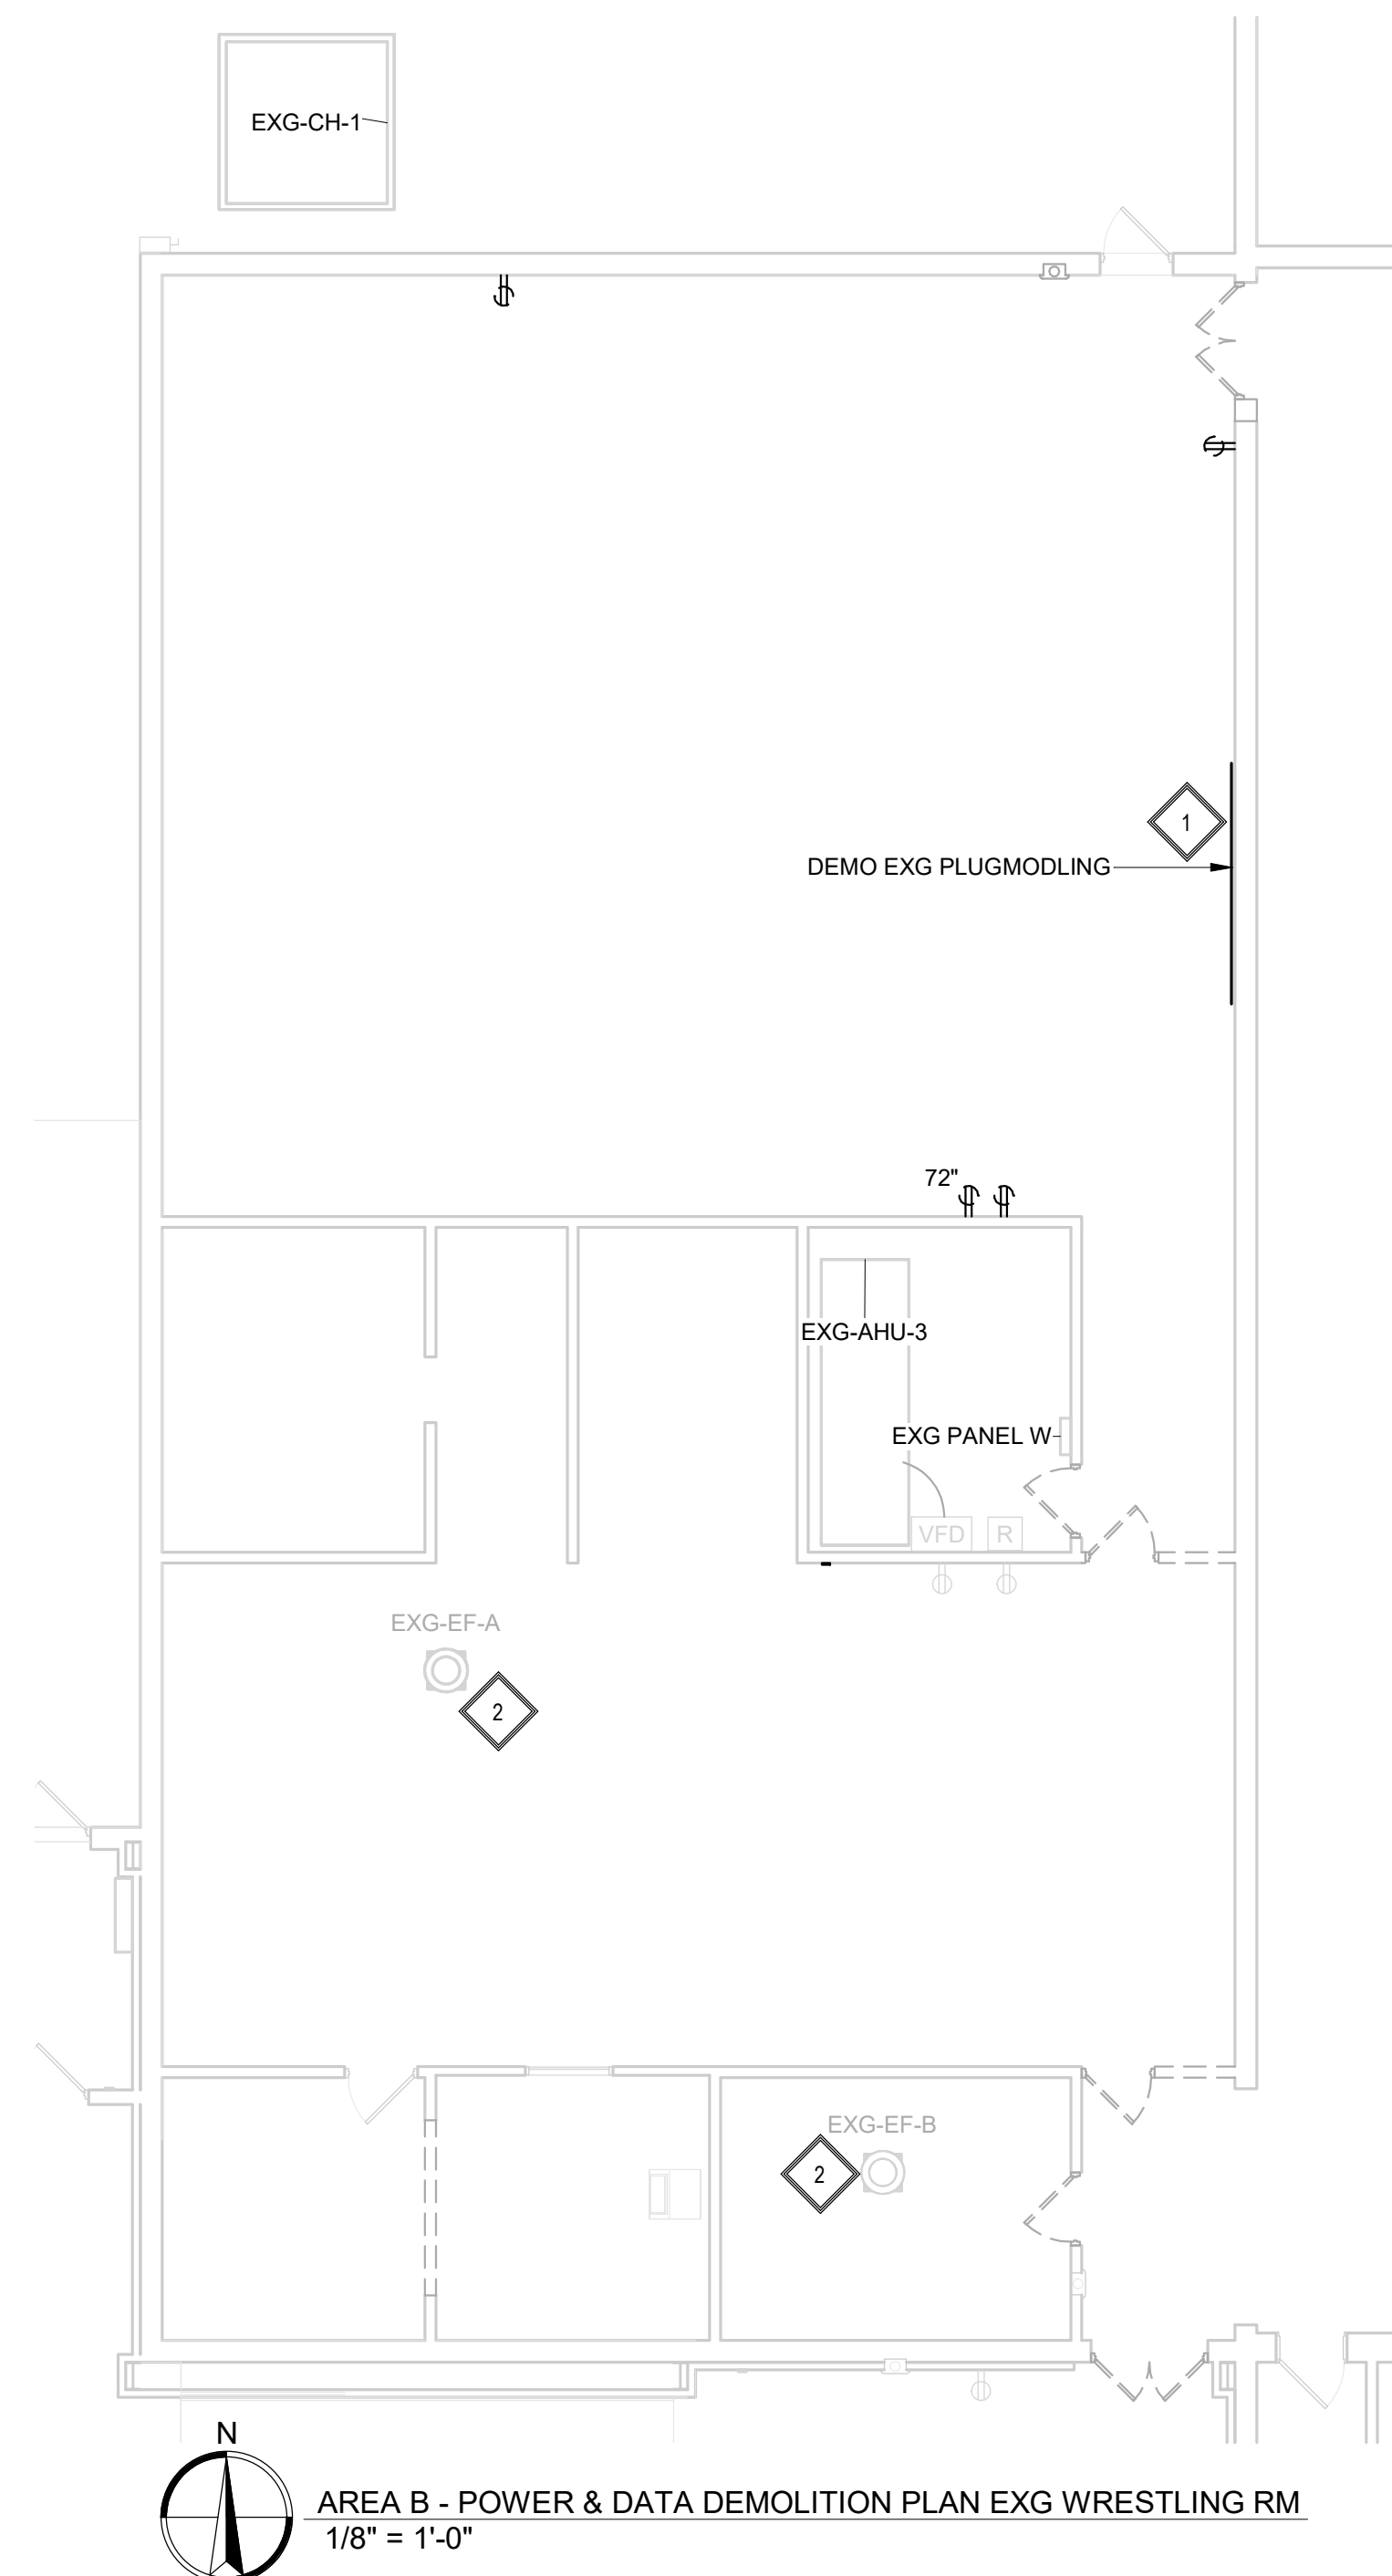 EXG-CH-1
1
DEMO EXG PLUGMODLING
72"
EXG-AHU-3
EXG PANEL W
VFD
R
EXG-EF-A
2
EXG-EF-B
2
N
AREA B - POWER & DATA DEMOLITION PLAN EXG WRESTLING RM
1/8" = 1'-0"